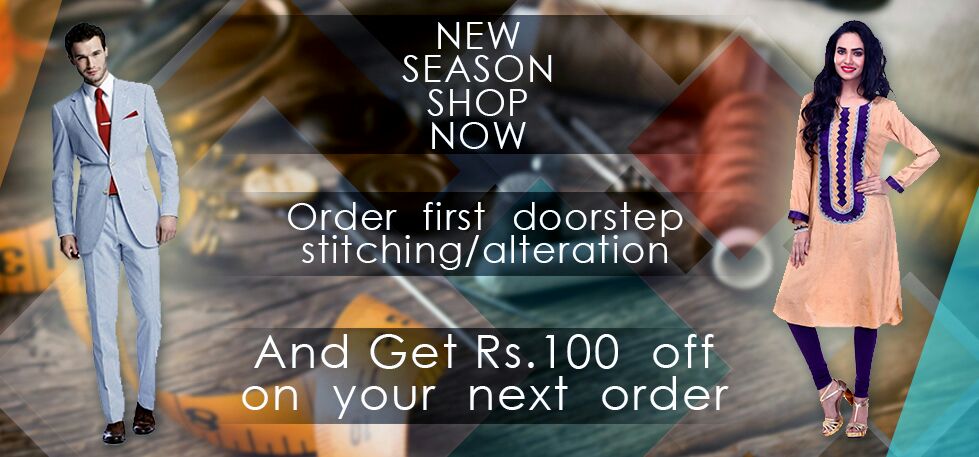 NEW
SEASON
SHOP
NOW
Order first doorstep
stitching/alteration
And Get Rs.100 off
on your next order